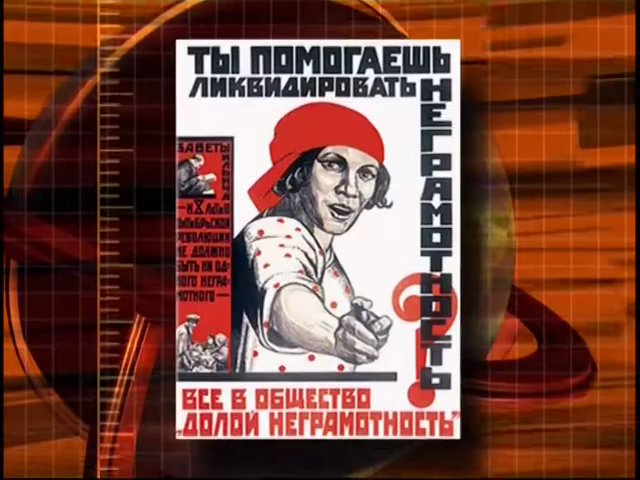 ТЫ ПОМОГАЕШЬ
ЛИКВИДИРОВАТЬ
НЕГРАМОТНОСТЬ
?
ЗАВЕТЫ
ИЛЬИЧА
— К X ЛЕТИЮ
ОКТЯБРЬСКОЙ
РЕВОЛЮЦИИ
НЕ ДОЛЖНО
БЫТЬ НИ ОД-
НОГО НЕГРА-
МОТНОГО —
ВСЕ В ОБЩЕСТВО
„ДОЛОЙ НЕГРАМОТНОСТЬ"